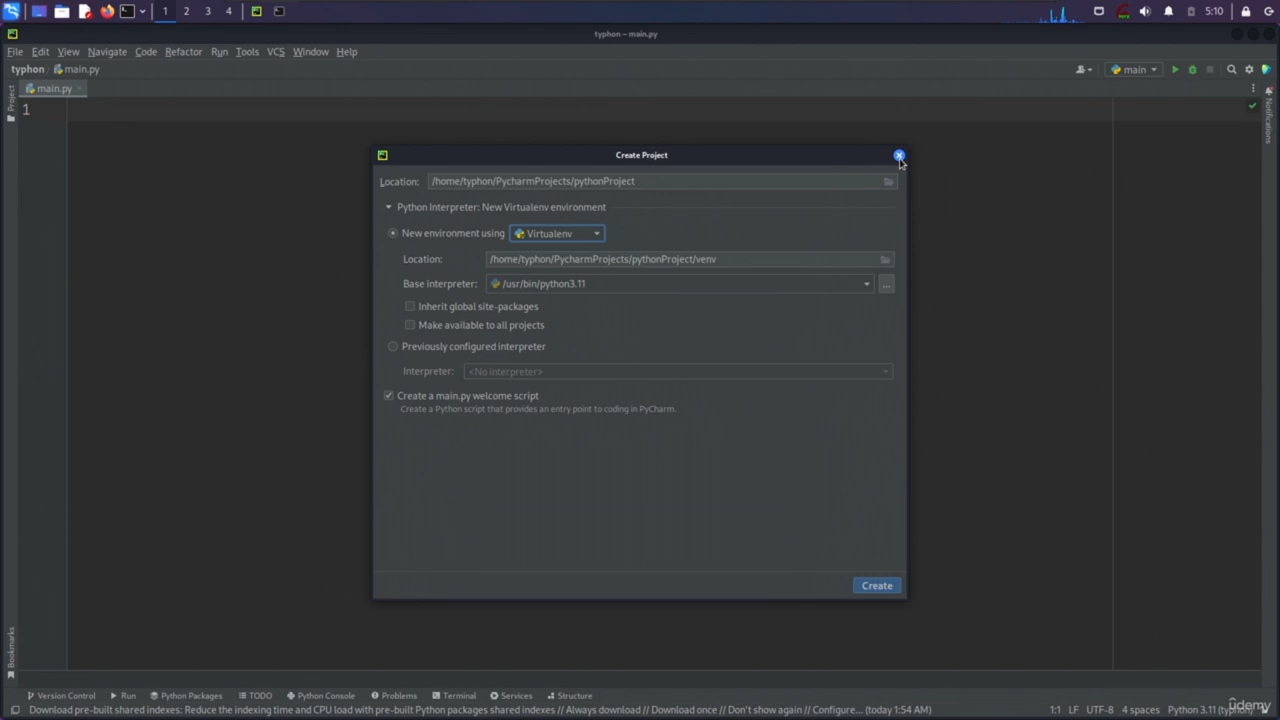 1 2 3 4 5:10
typhon – main.py
File Edit View Navigate Code Refactor Run Tools VCS Window Help
typhon main.py main
Project
main.py
1
Notifications
Create Project
Location: /home/typhon/PycharmProjects/pythonProject
Python Interpreter: New Virtualenv environment
New environment using Virtualenv
Location: /home/typhon/PycharmProjects/pythonProject/venv
Base interpreter: /usr/bin/python3.11 ...
Inherit global site-packages
Make available to all projects
Previously configured interpreter
Interpreter: <No interpreter>
Create a main.py welcome script
Create a Python script that provides an entry point to coding in PyCharm.
Create
Bookmarks
Version Control Run Python Packages TODO Python Console Problems Terminal Services Structure
Download pre-built shared indexes: Reduce the indexing time and CPU load with pre-built Python packages shared indexes // Always download // Download once // Don't show again // Configure... (today 1:54 AM) 1:1 LF UTF-8 4 spaces Python 3.11 (typhon)
ûdemy